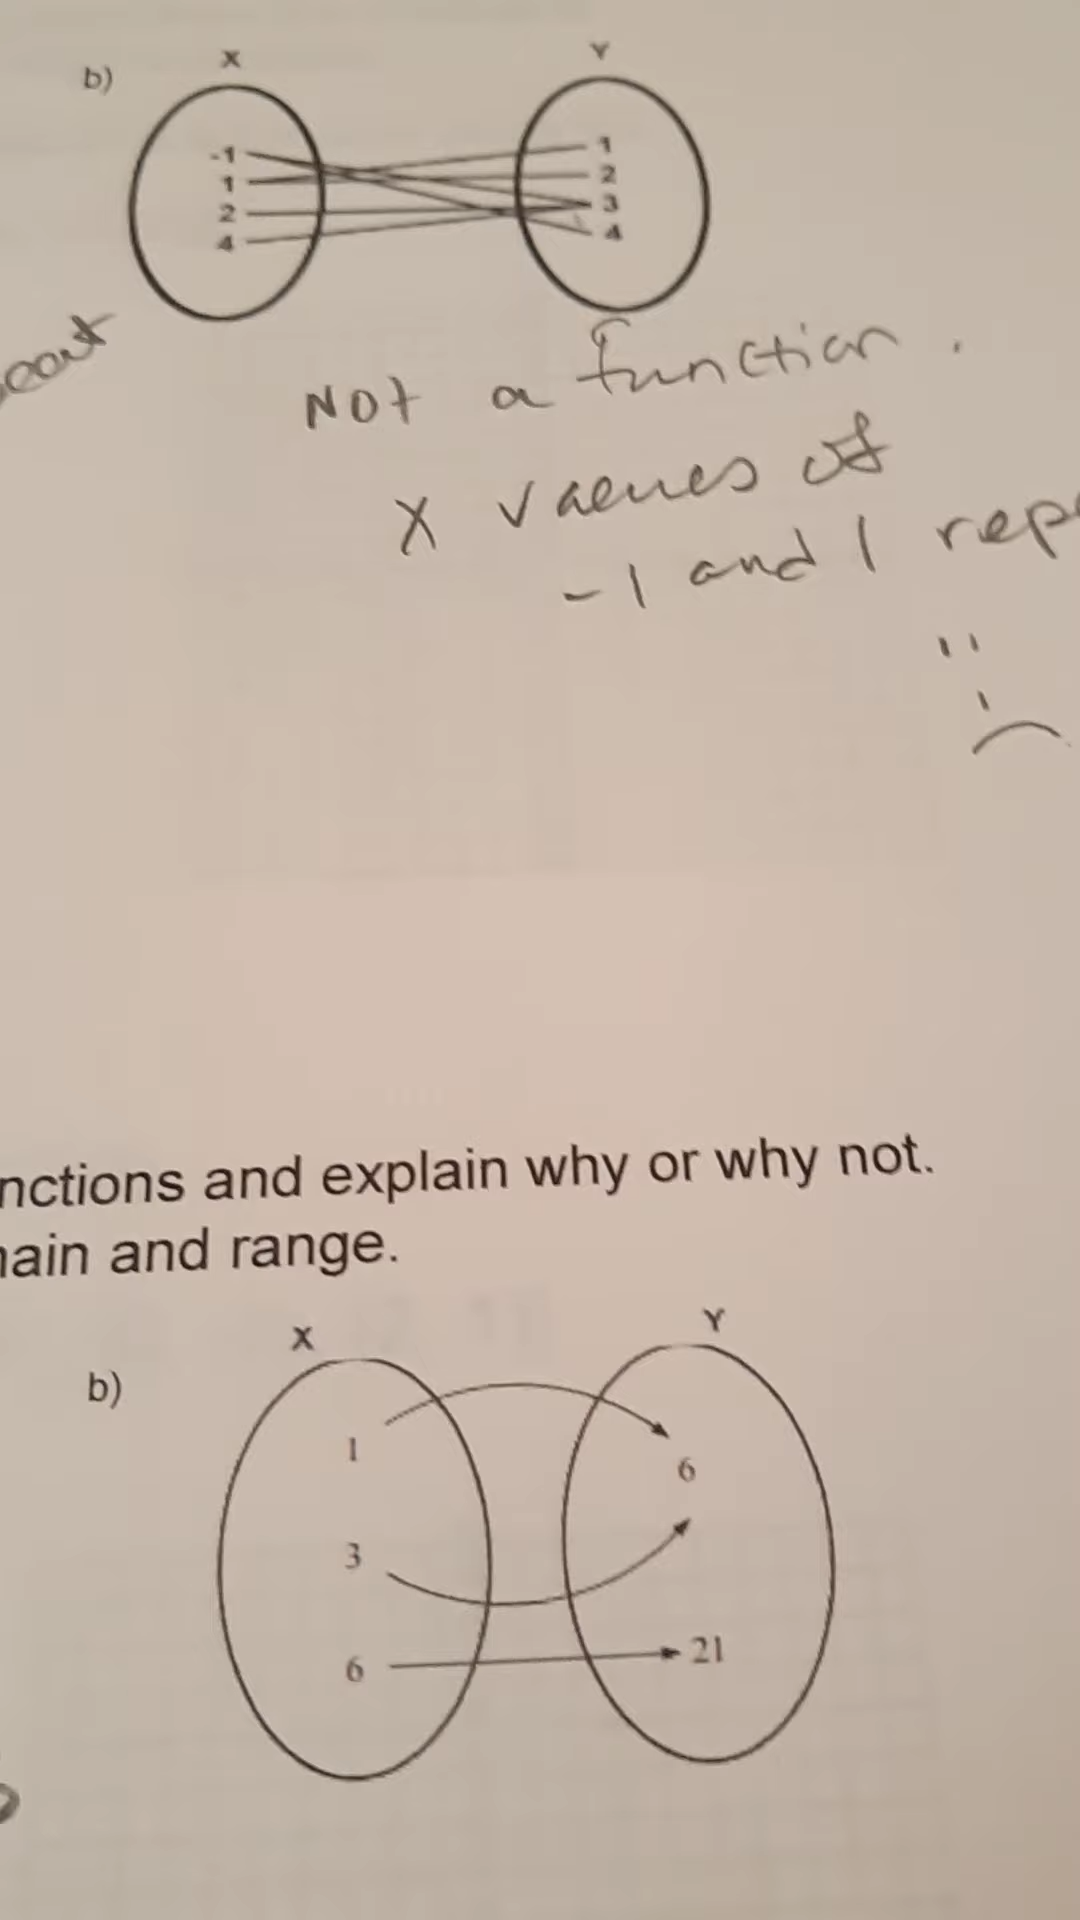 b)
X Y
-1 1
1 2
2 3
4 4
Not a function.
x values of
-1 and 1 rep
nctions and explain why or why not.
ain and range.
X Y
b)
1
6
3
6 21